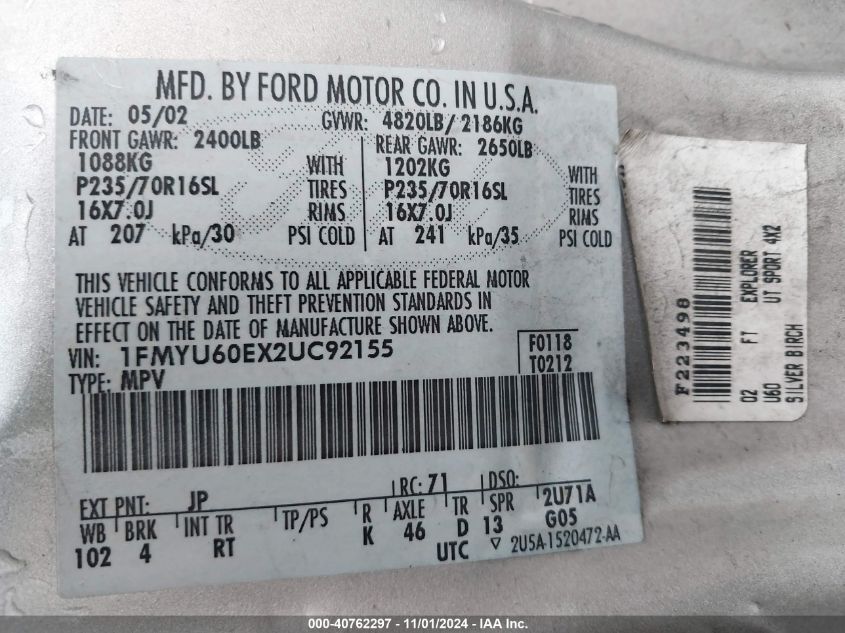 MFD. BY FORD MOTOR CO. IN U.S.A.
DATE: 05/02 GVWR: 4820LB/ 2186KG
FRONT GAWR: 2400LB REAR GAWR: 2650LB
1088KG WITH 1202KG WITH
P235/70R16SL TIRES P235/70R16SL TIRES
16X7.0J RIMS 16X7.0J RIMS
AT 207 kPa/30 PSI COLD AT 241 kPa/35 PSI COLD
THIS VEHICLE CONFORMS TO ALL APPLICABLE FEDERAL MOTOR
VEHICLE SAFETY AND THEFT PREVENTION STANDARDS IN
EFFECT ON THE DATE OF MANUFACTURE SHOWN ABOVE.
VIN: 1FMYU60EX2UC92155 F0118
TYPE: MPV T0212
EXT PNT: JP RC: 71 DSO:
WB BRK INT TR TP/PS R AXLE TR SPR 2U71A
102 4 RT K 46 D 13 G05
UTC ▽ 2U5A-1520472-AA
F223498
02 FT EXPLORER
U60 UT SPORT 4X2
SILVER BIRCH
000-40762297 - 11/01/2024 - IAA, Inc.